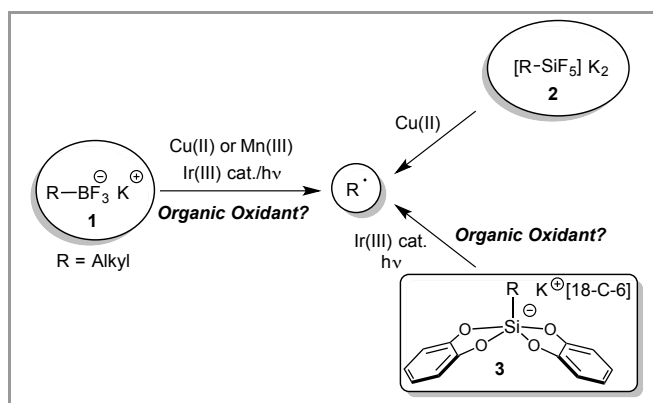 [R-SiF₅] K₂
2
Cu(II)
Cu(II) or Mn(III)
Ir(III) cat./hν
R—BF₃⊖ K⊕
Organic Oxidant?
1
R = Alkyl
R•
Ir(III) cat.
hν
Organic Oxidant?
R K⊕[18-C-6]
Si⊖
O O O O
3